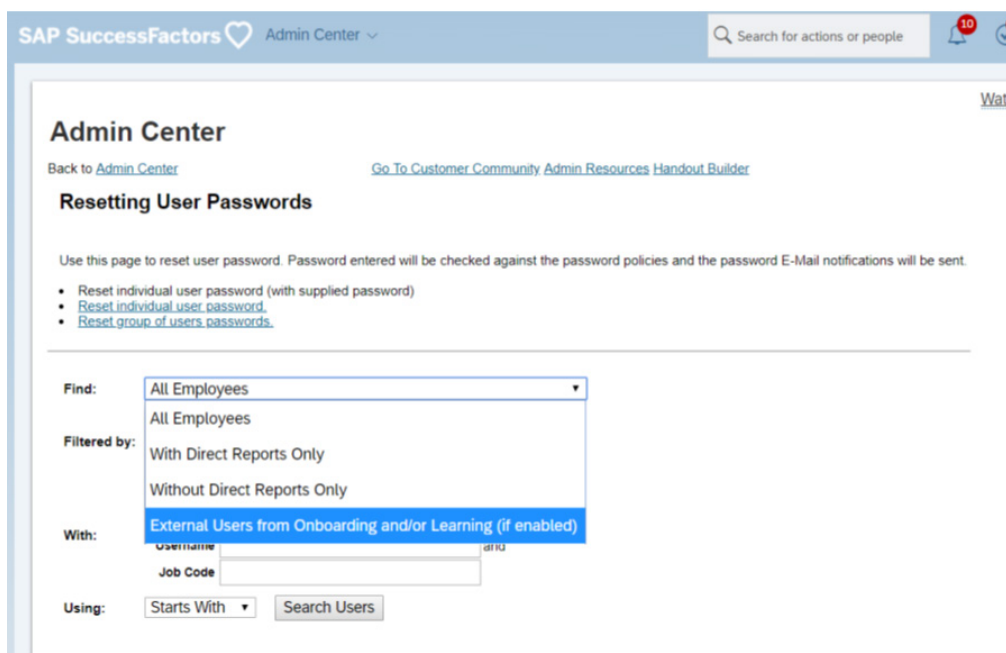 SAP SuccessFactors Admin Center
Search for actions or people
10
Wat
Admin Center
Back to Admin Center
Go To Customer Community Admin Resources Handout Builder
Resetting User Passwords
Use this page to reset user password. Password entered will be checked against the password policies and the password E-Mail notifications will be sent.
Reset individual user password (with supplied password)
Reset individual user password.
Reset group of users passwords.
Find: All Employees
All Employees
Filtered by:
With Direct Reports Only
Without Direct Reports Only
External Users from Onboarding and/or Learning (if enabled)
With:
Username and
Job Code
Using: Starts With Search Users